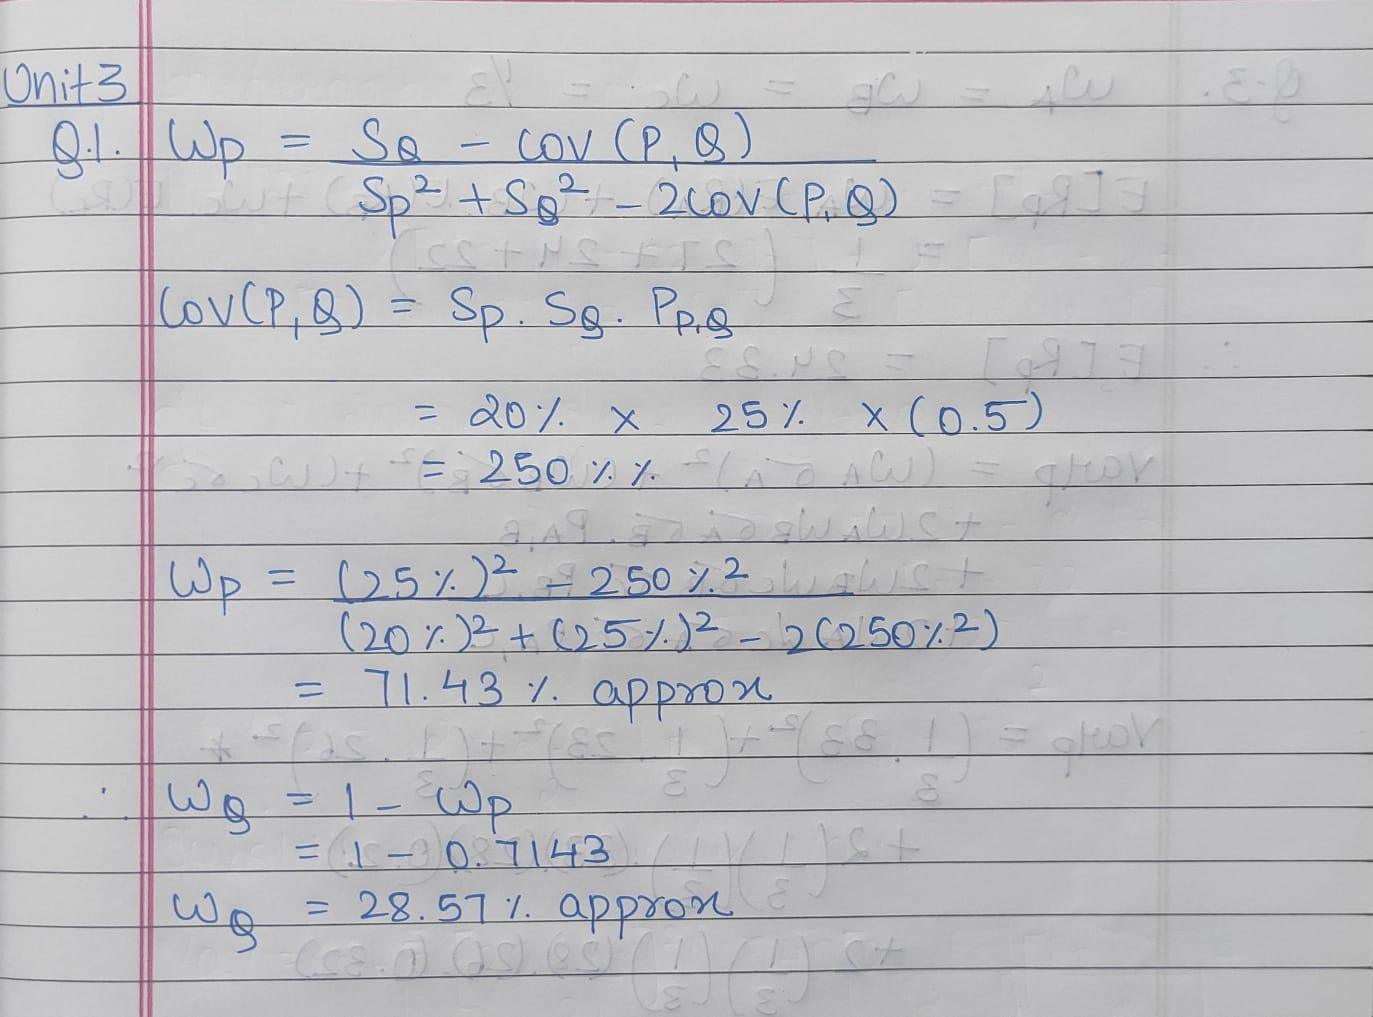 Unit 3
Q.1. Wp = SQ - COV (P, Q)
Sp² + SQ² - 2COV (P, Q)
COV(P, Q) = Sp. SQ. PP,Q
= 20% x 25% x (0.5)
= 250 % %
Wp = (25%)² - 250 %²
(20%)² + (25%)² - 2(250%²)
= 71.43 % approx
∴ WQ = 1 - Wp
= 1 - 0.7143
WQ = 28.57 % approx